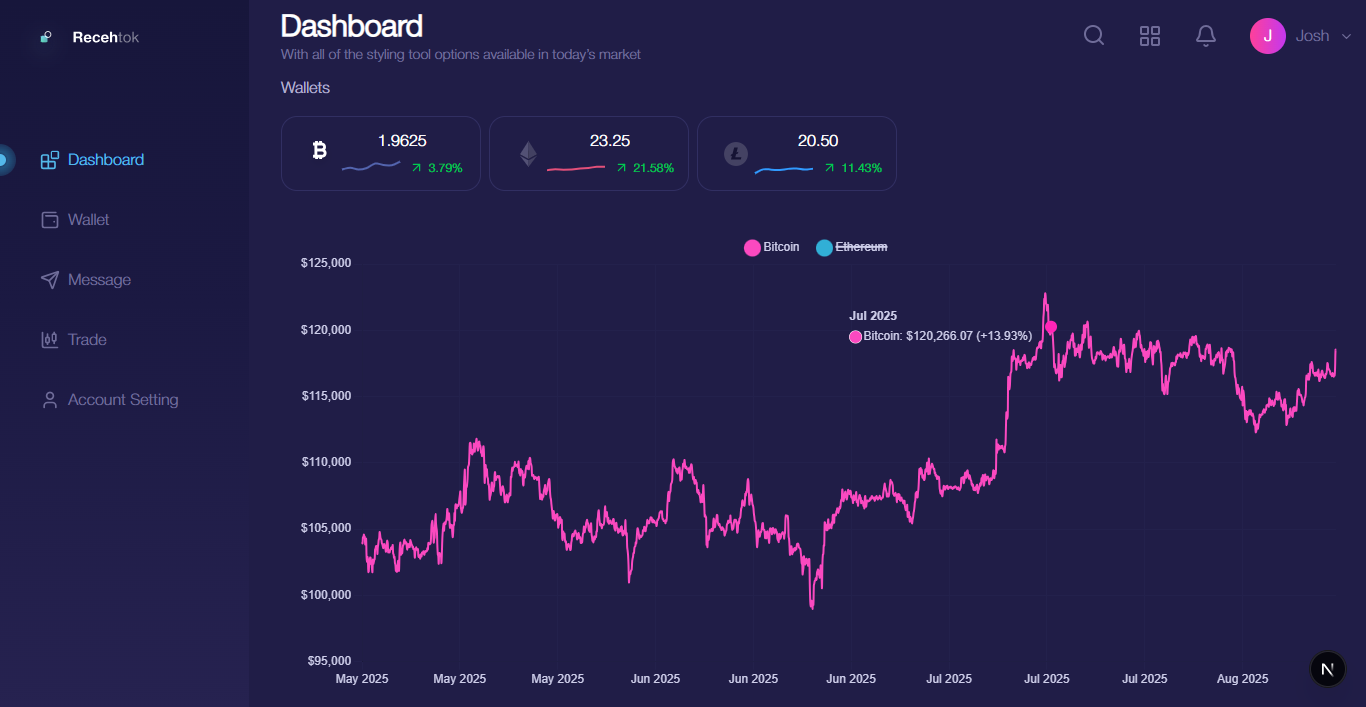 Recehtok
Dashboard
Wallet
Message
Trade
Account Setting
Dashboard
With all of the styling tool options available in today's market
J
Josh
Wallets
1.9625
3.79%
23.25
21.58%
20.50
11.43%
Bitcoin
Ethereum
$125,000
$120,000
$115,000
$110,000
$105,000
$100,000
$95,000
Jul 2025
Bitcoin: $120,266.07 (+13.93%)
May 2025
May 2025
May 2025
Jun 2025
Jun 2025
Jun 2025
Jul 2025
Jul 2025
Jul 2025
Aug 2025
N